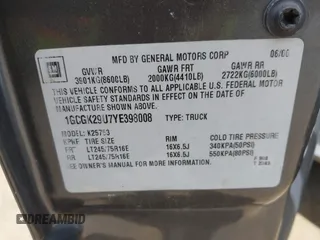 GM
MFD BY GENERAL MOTORS CORP 06/00
GVWR GAWR FRT GAWR RR
3901KG(8600LB) 2000KG(4410LB) 2722KG(6000LB)
THIS VEHICLE CONFORMS TO ALL APPLICABLE U.S. FEDERAL MOTOR
VEHICLE SAFETY STANDARDS IN EFFECT ON THE DATE OF
MANUFACTURE SHOWN ABOVE.
1GCGK29U7YE398008 TYPE: TRUCK
K25753
TIRE SIZE RIM COLD TIRE PRESSURE
FRT LT245/75R16E 16X6.5J 340KPA(50PSI)
RR LT245/75R16E 16X6.5J 550KPA(80PSI)
SEE OWNER'S MANUAL FOR MORE INFORMATION.